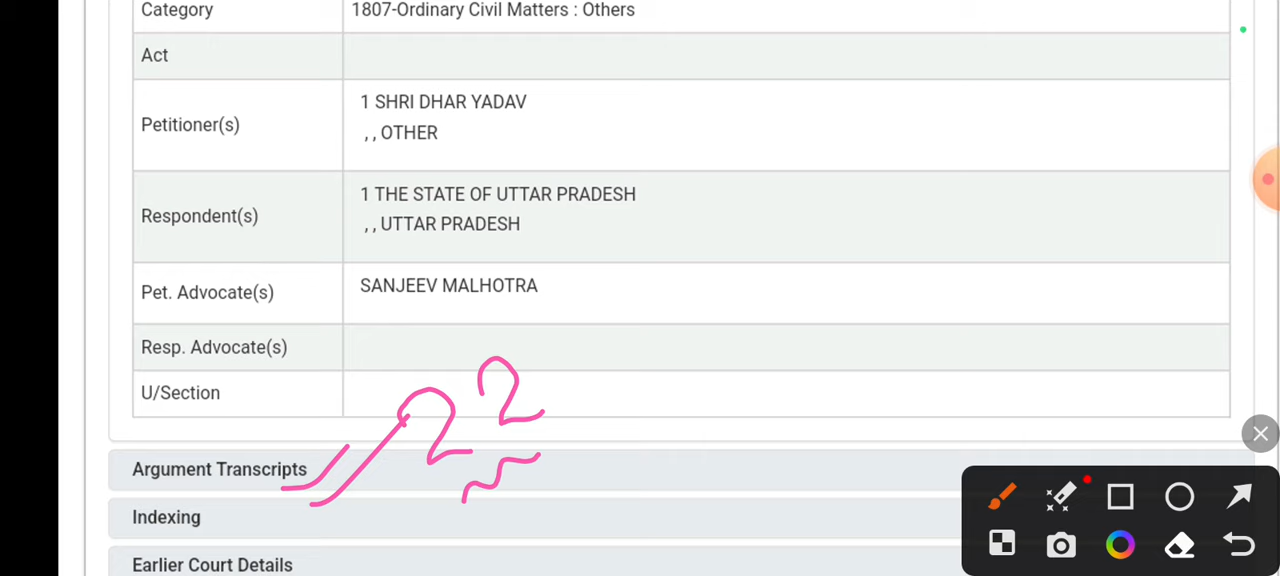 Category 1807-Ordinary Civil Matters : Others
Act
Petitioner(s) 1 SHRI DHAR YADAV
, , OTHER
Respondent(s) 1 THE STATE OF UTTAR PRADESH
, , UTTAR PRADESH
Pet. Advocate(s) SANJEEV MALHOTRA
Resp. Advocate(s)
U/Section
22
Argument Transcripts
Indexing
Earlier Court Details